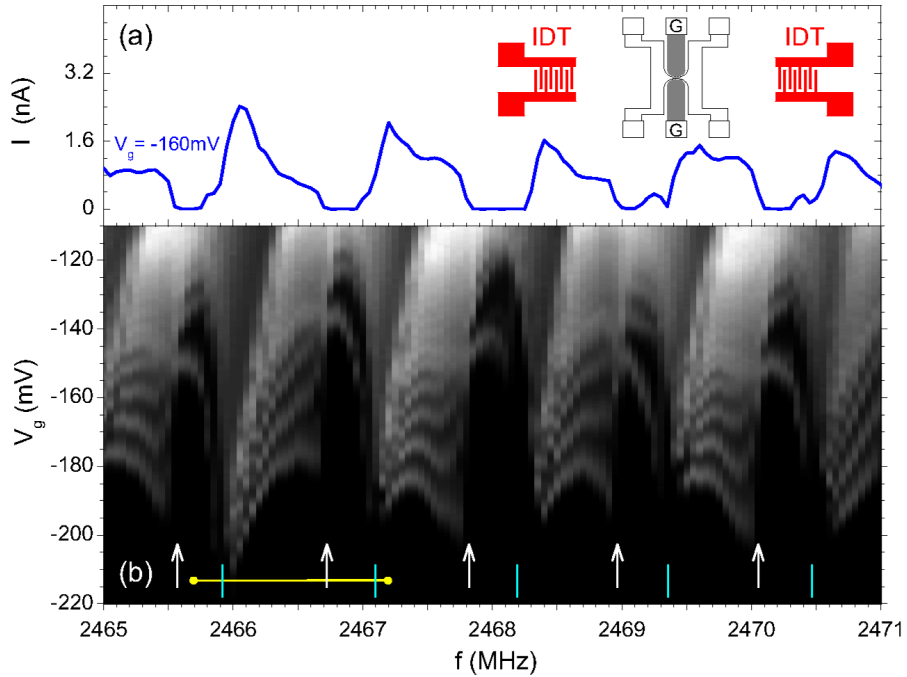 (a)
IDT
G
IDT
G
I (nA)
3.2
1.6
0
V_g= -160mV
V_g (mV)
-120
-140
-160
-180
-200
-220
(b)
2465 2466 2467 2468 2469 2470 2471
f (MHz)